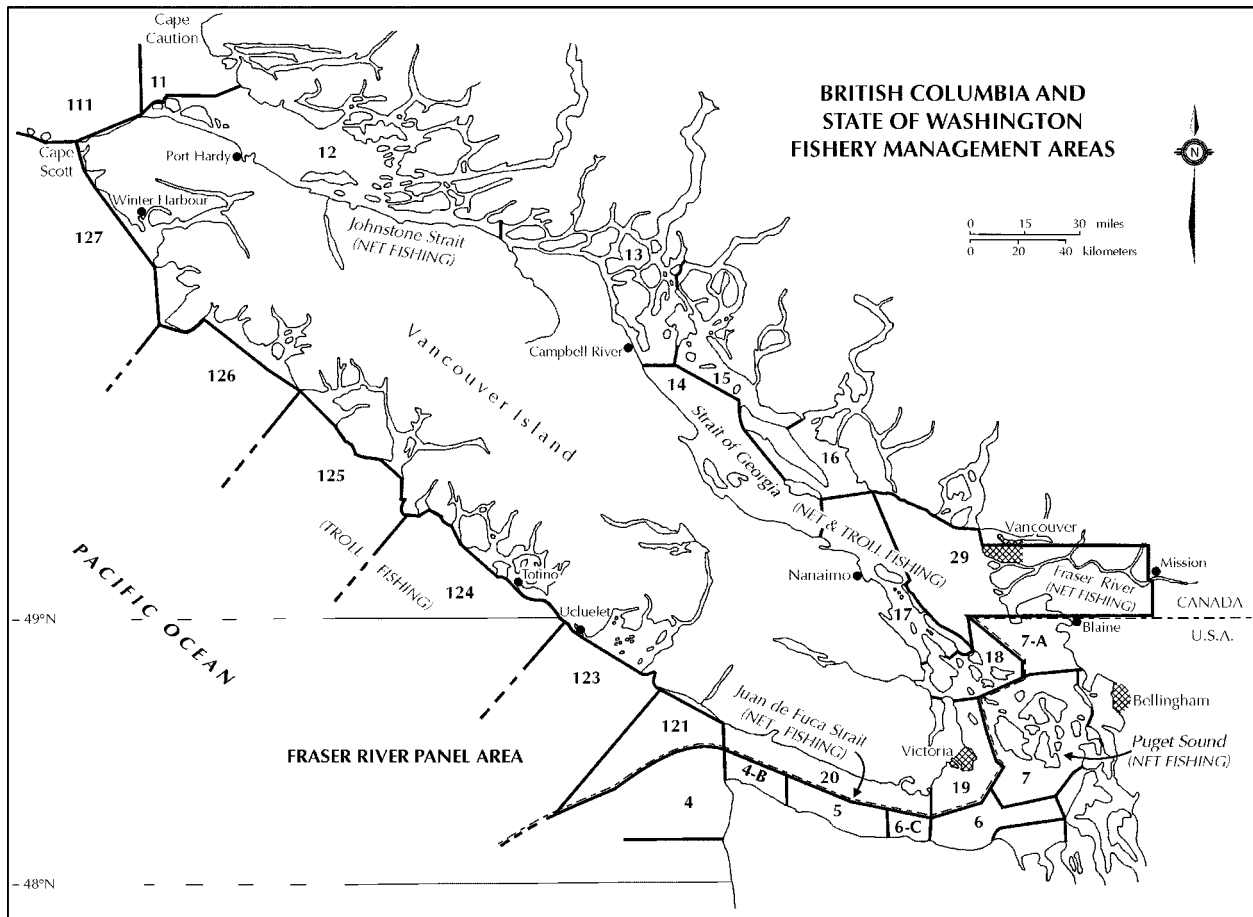 Cape
Caution
BRITISH COLUMBIA AND
STATE OF WASHINGTON
FISHERY MANAGEMENT AREAS
N
0 15 30 miles
0 20 40 kilometers
111
11
Cape
Scott
Port Hardy
12
Winter Harbour
127
Johnstone Strait
(NET FISHING)
13
Campbell River
Vancouver Island
126
14
15
Strait of Georgia
(NET & TROLL FISHING)
16
125
(TROLL
FISHING)
PACIFIC OCEAN
124
Tofino
Ucluelet
Nanaimo
29
Vancouver
Fraser River
(NET FISHING)
Mission
CANADA
U.S.A.
49°N
17
18
7-A
Blaine
123
Bellingham
Juan de Fuca Strait
(NET FISHING)
121
FRASER RIVER PANEL AREA
Victoria
Puget Sound
(NET FISHING)
4-B
20
19
7
4
5
6-C
6
48°N